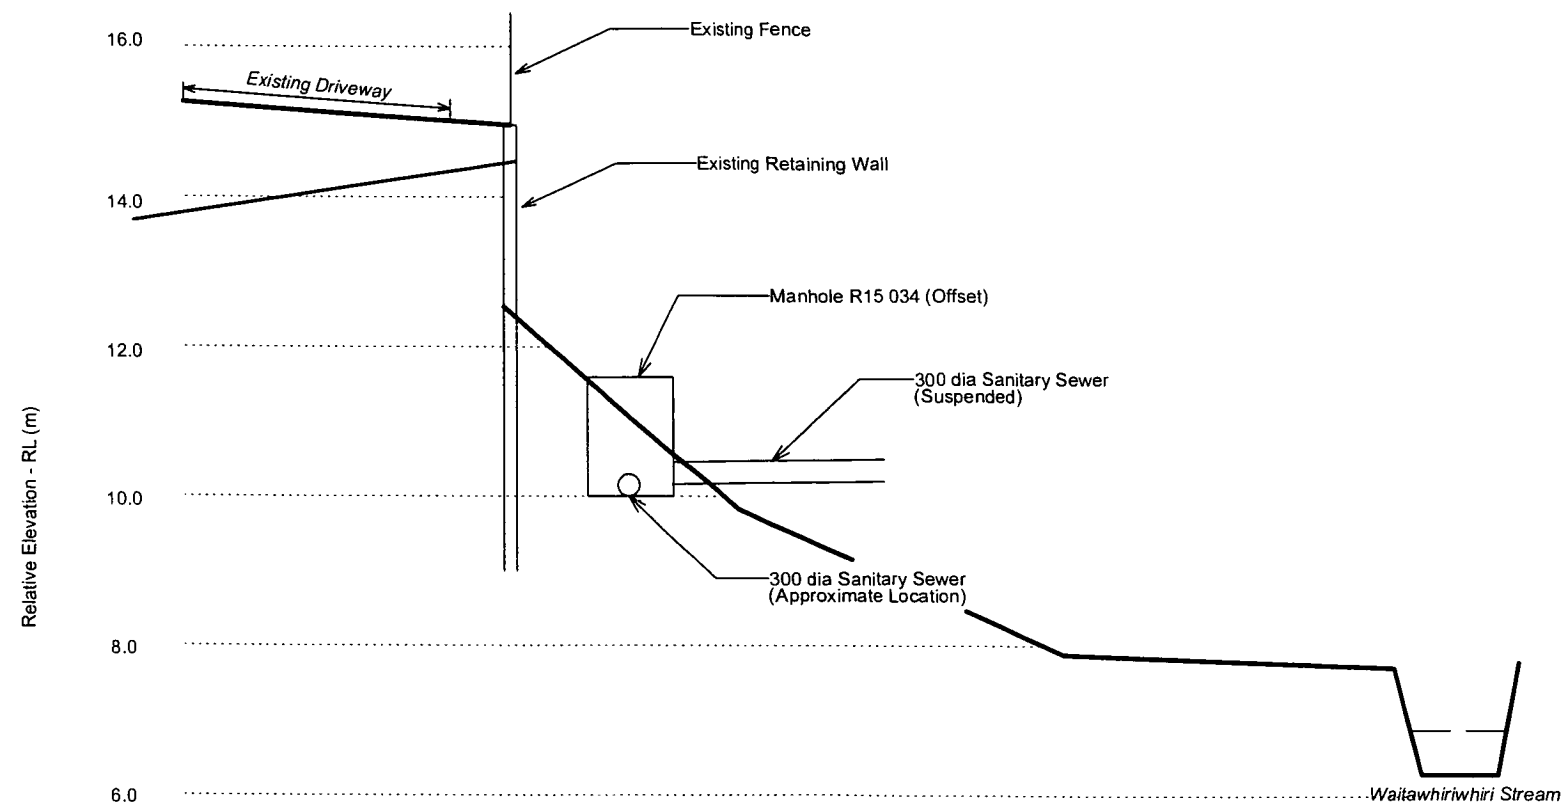 16.0
Existing Fence
Existing Driveway
Existing Retaining Wall
14.0
Manhole R15 034 (Offset)
12.0
300 dia Sanitary Sewer
(Suspended)
Relative Elevation - RL (m)
10.0
300 dia Sanitary Sewer
(Approximate Location)
8.0
6.0
Waitawhiriwhiri Stream